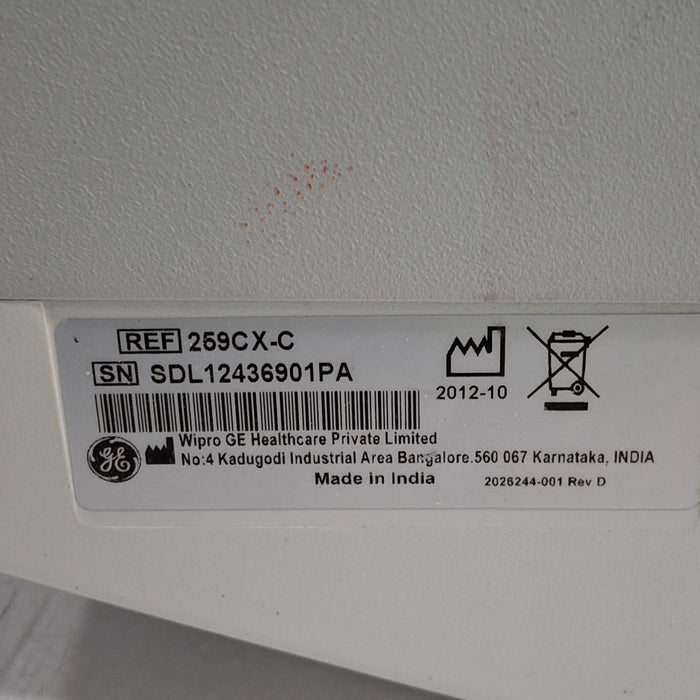 REF 259CX-C
SN SDL12436901PA
2012-10
GE
Wipro GE Healthcare Private Limited
No:4 Kadugodi Industrial Area Bangalore.560 067 Karnataka, INDIA
Made in India
2026244-001 Rev D